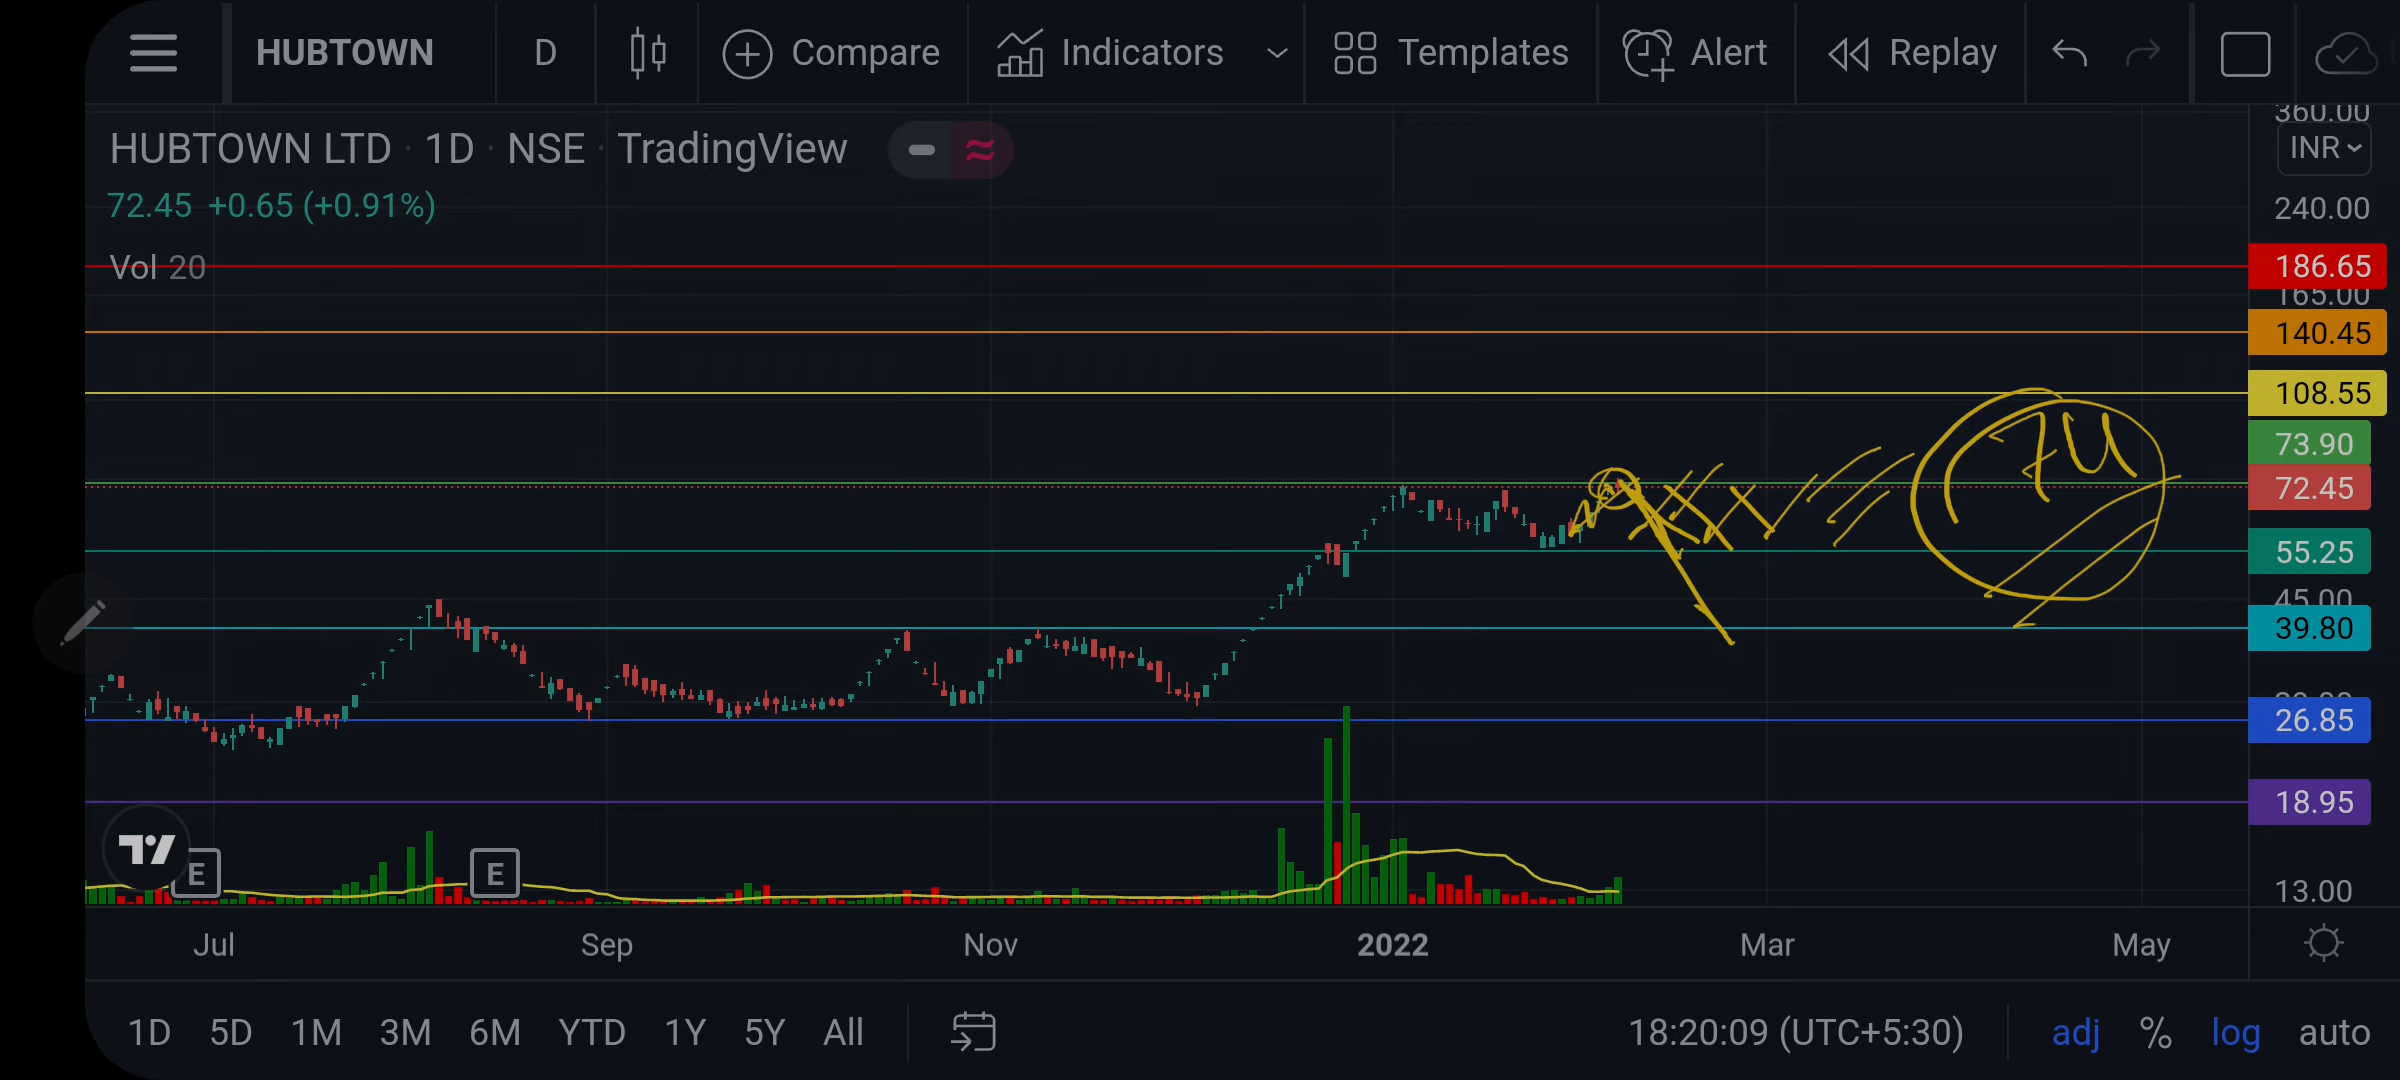 HUBTOWN D Compare Indicators Templates Alert Replay
HUBTOWN LTD · 1D · NSE · TradingView
72.45 +0.65 (+0.91%)
Vol 20
360.00
INR
240.00
186.65
165.00
140.45
108.55
73.90
72.45
55.25
45.00
39.80
26.85
18.95
13.00
E E
Jul Sep Nov 2022 Mar May
1D 5D 1M 3M 6M YTD 1Y 5Y All 18:20:09 (UTC+5:30) adj % log auto